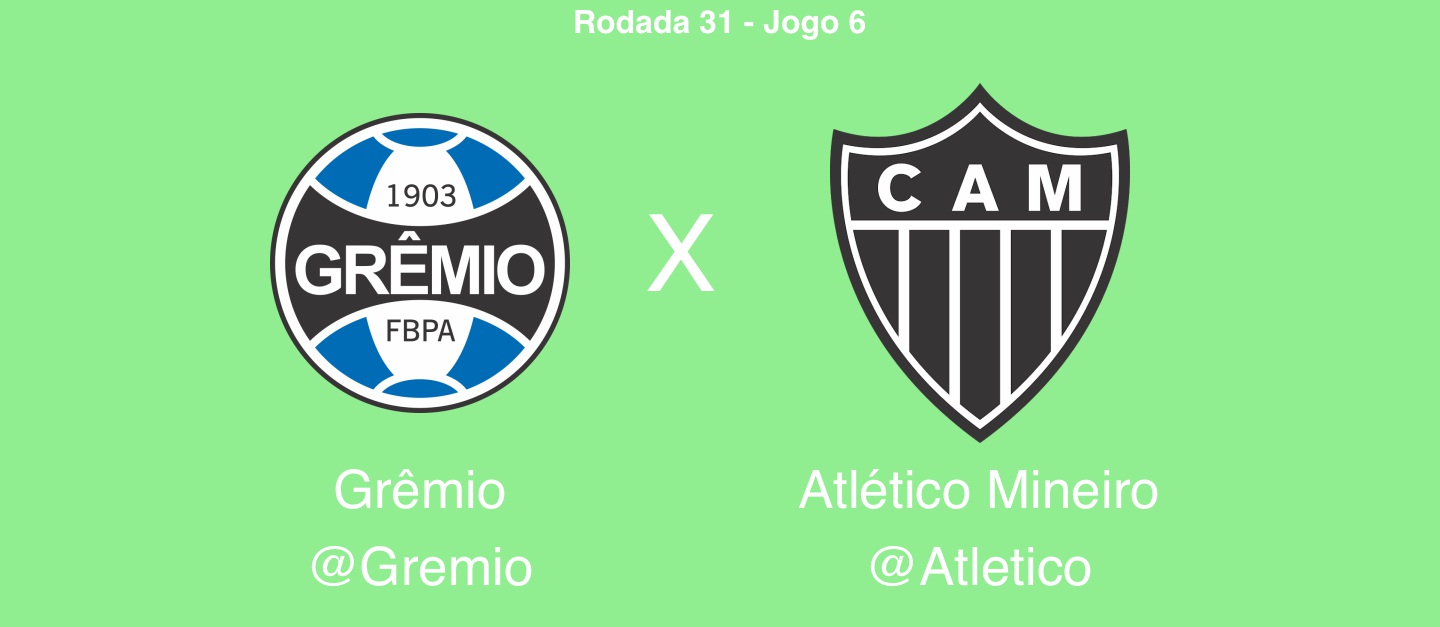 Rodada 31 - Jogo 6
1903
GRÊMIO
FBPA
X
C A M
Grêmio
Atlético Mineiro
@Gremio
@Atletico